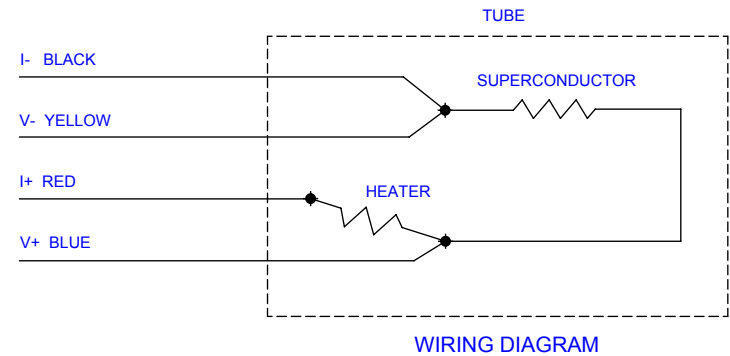 TUBE
I- BLACK
SUPERCONDUCTOR
V- YELLOW
I+ RED
HEATER
V+ BLUE
WIRING DIAGRAM